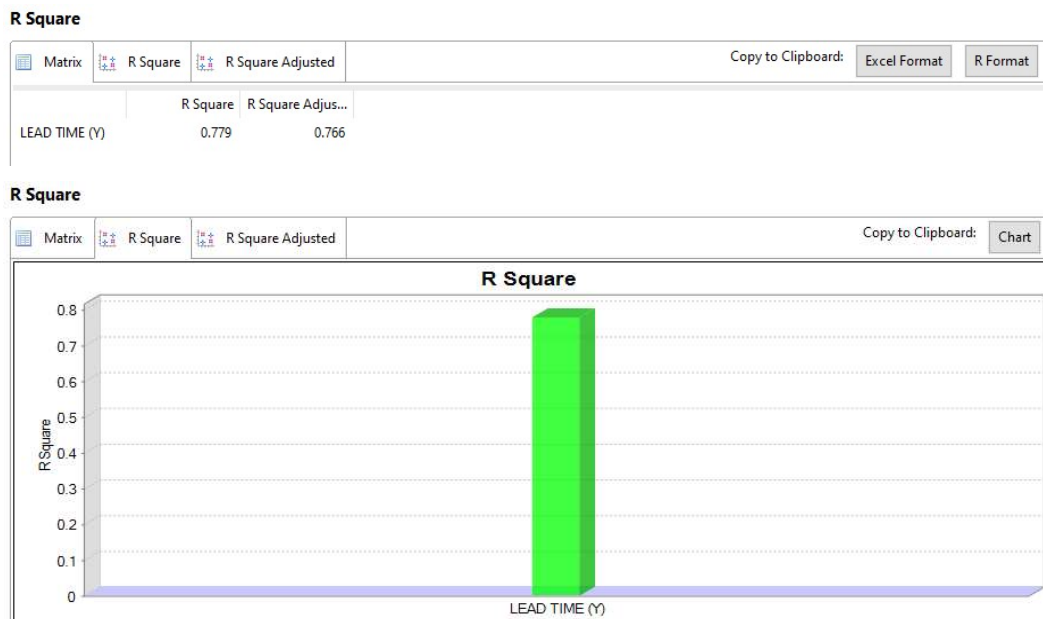 R Square
Matrix R Square R Square Adjusted Copy to Clipboard: Excel Format R Format
R Square R Square Adjus...
LEAD TIME (Y) 0.779 0.766
R Square
Matrix R Square R Square Adjusted Copy to Clipboard: Chart
R Square
0.8
0.7
0.6
0.5
0.4
0.3
0.2
0.1
0
R Square
LEAD TIME (Y)